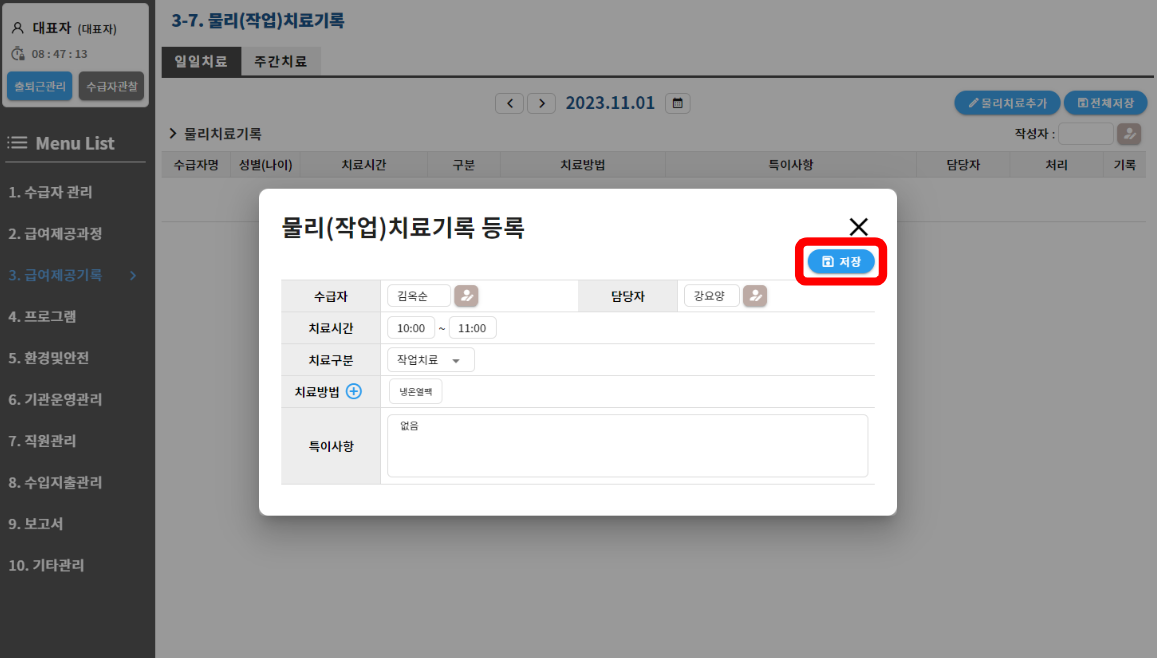 대표자 (대표자)
08 : 47 : 13
출퇴근관리 수급자관찰
Menu List
1. 수급자 관리
2. 급여제공과정
3. 급여제공기록
4. 프로그램
5. 환경및안전
6. 기관운영관리
7. 직원관리
8. 수입지출관리
9. 보고서
10. 기타관리
3-7. 물리(작업)치료기록
일일치료 주간치료
2023.11.01
물리치료추가 전체저장
물리치료기록
작성자 :
수급자명 성별(나이) 치료시간 구분 치료방법 특이사항 담당자 처리 기록
물리(작업)치료기록 등록
저장
수급자 김옥순 담당자 강요양
치료시간 10:00 ~ 11:00
치료구분 작업치료
치료방법 냉온열팩
특이사항 없음